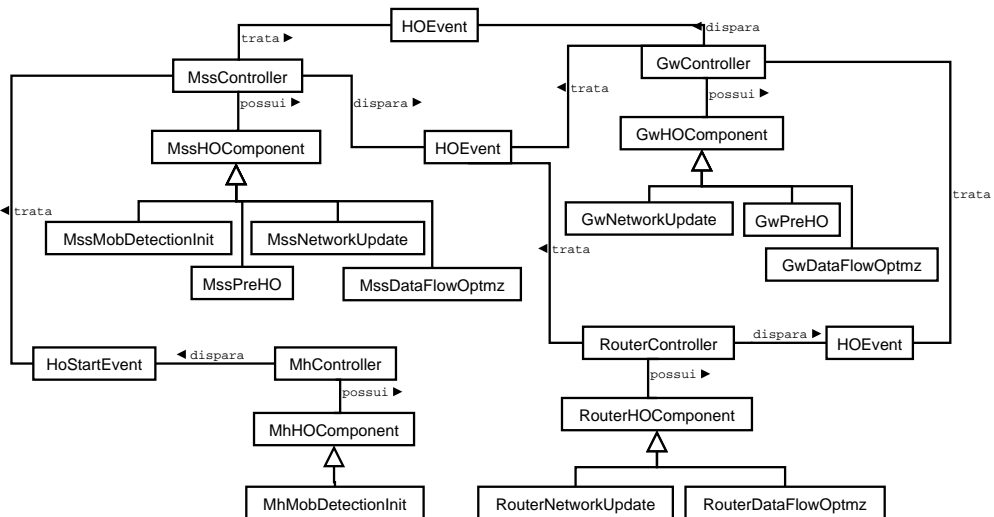 HOEvent
trata ► ◄ dispara
MssController GwController
possui ► dispara ► ◄ trata possui ►
MssHOComponent HOEvent GwHOComponent
◄ trata trata
GwNetworkUpdate GwPreHO
MssMobDetectionInit MssNetworkUpdate ◄ trata
GwDataFlowOptmz
MssPreHO MssDataFlowOptmz
◄ dispara dispara ►
HoStartEvent MhController RouterController HOEvent
possui ► possui ►
MhHOComponent RouterHOComponent
MhMobDetectionInit RouterNetworkUpdate RouterDataFlowOptmz